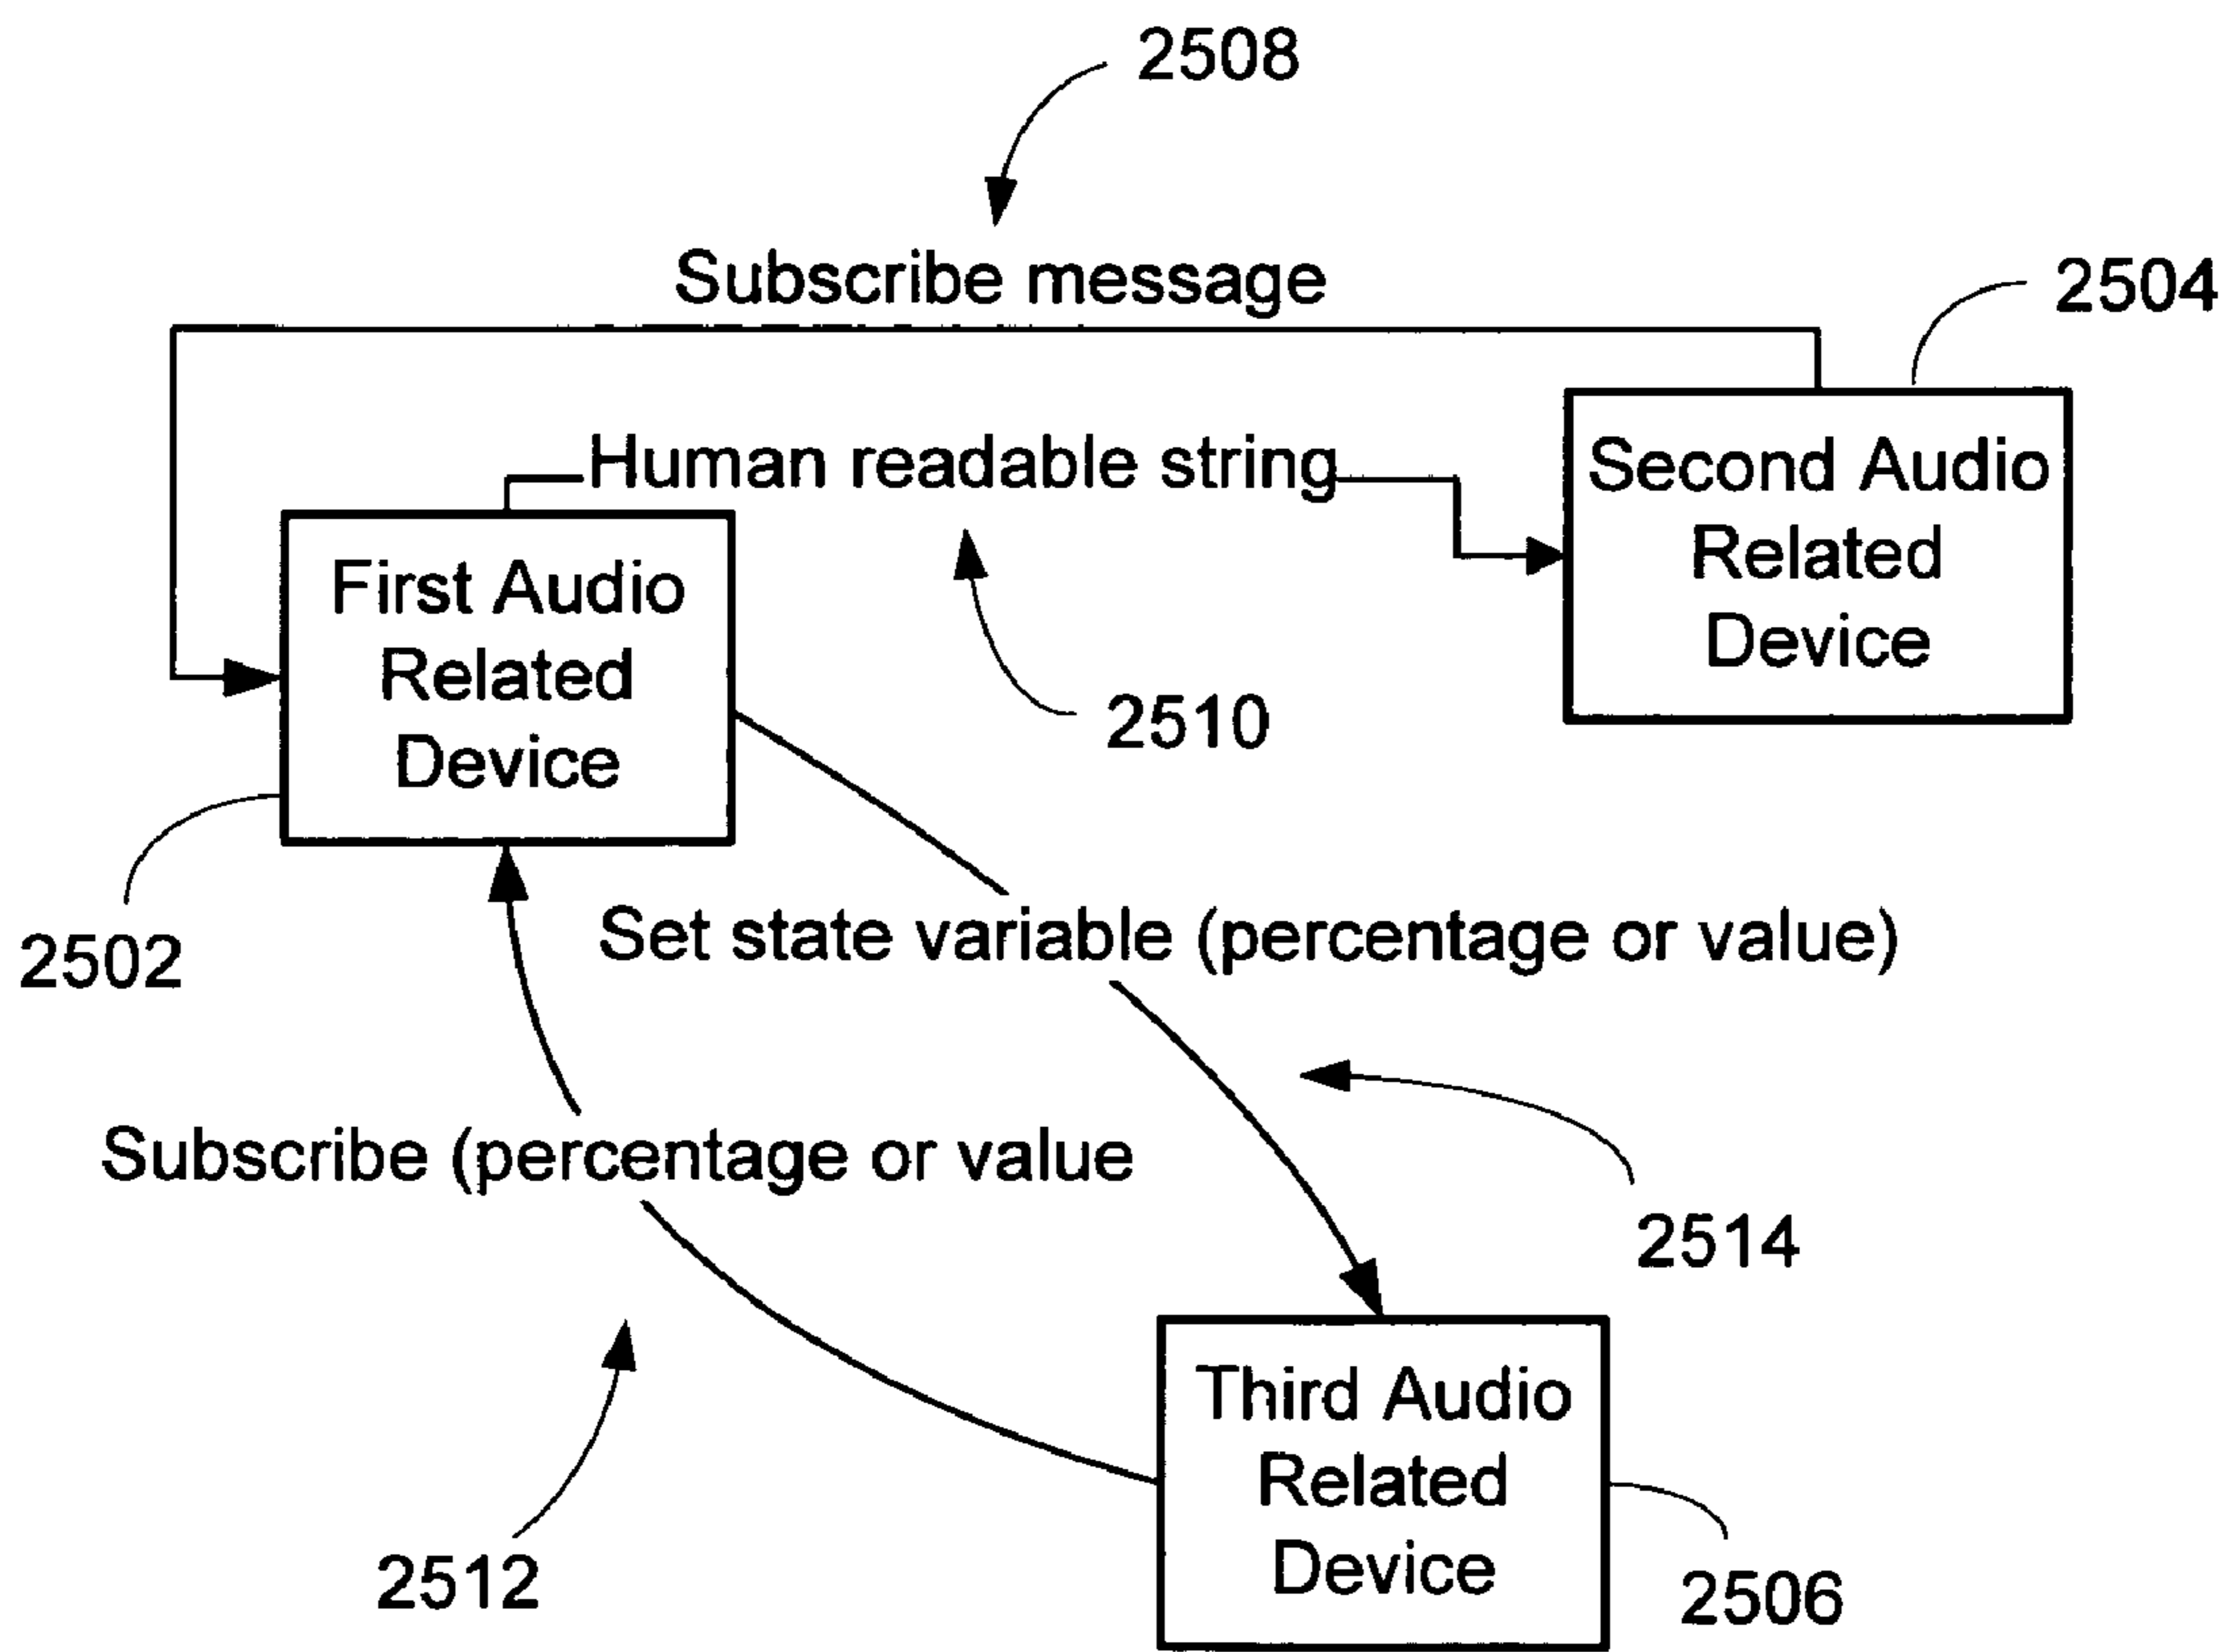 2508
Subscribe message
2504
Human readable string
Second Audio
Related
Device
First Audio
Related
Device
2510
2502
Set state variable (percentage or value)
Subscribe (percentage or value
2514
Third Audio
Related
Device
2512
2506